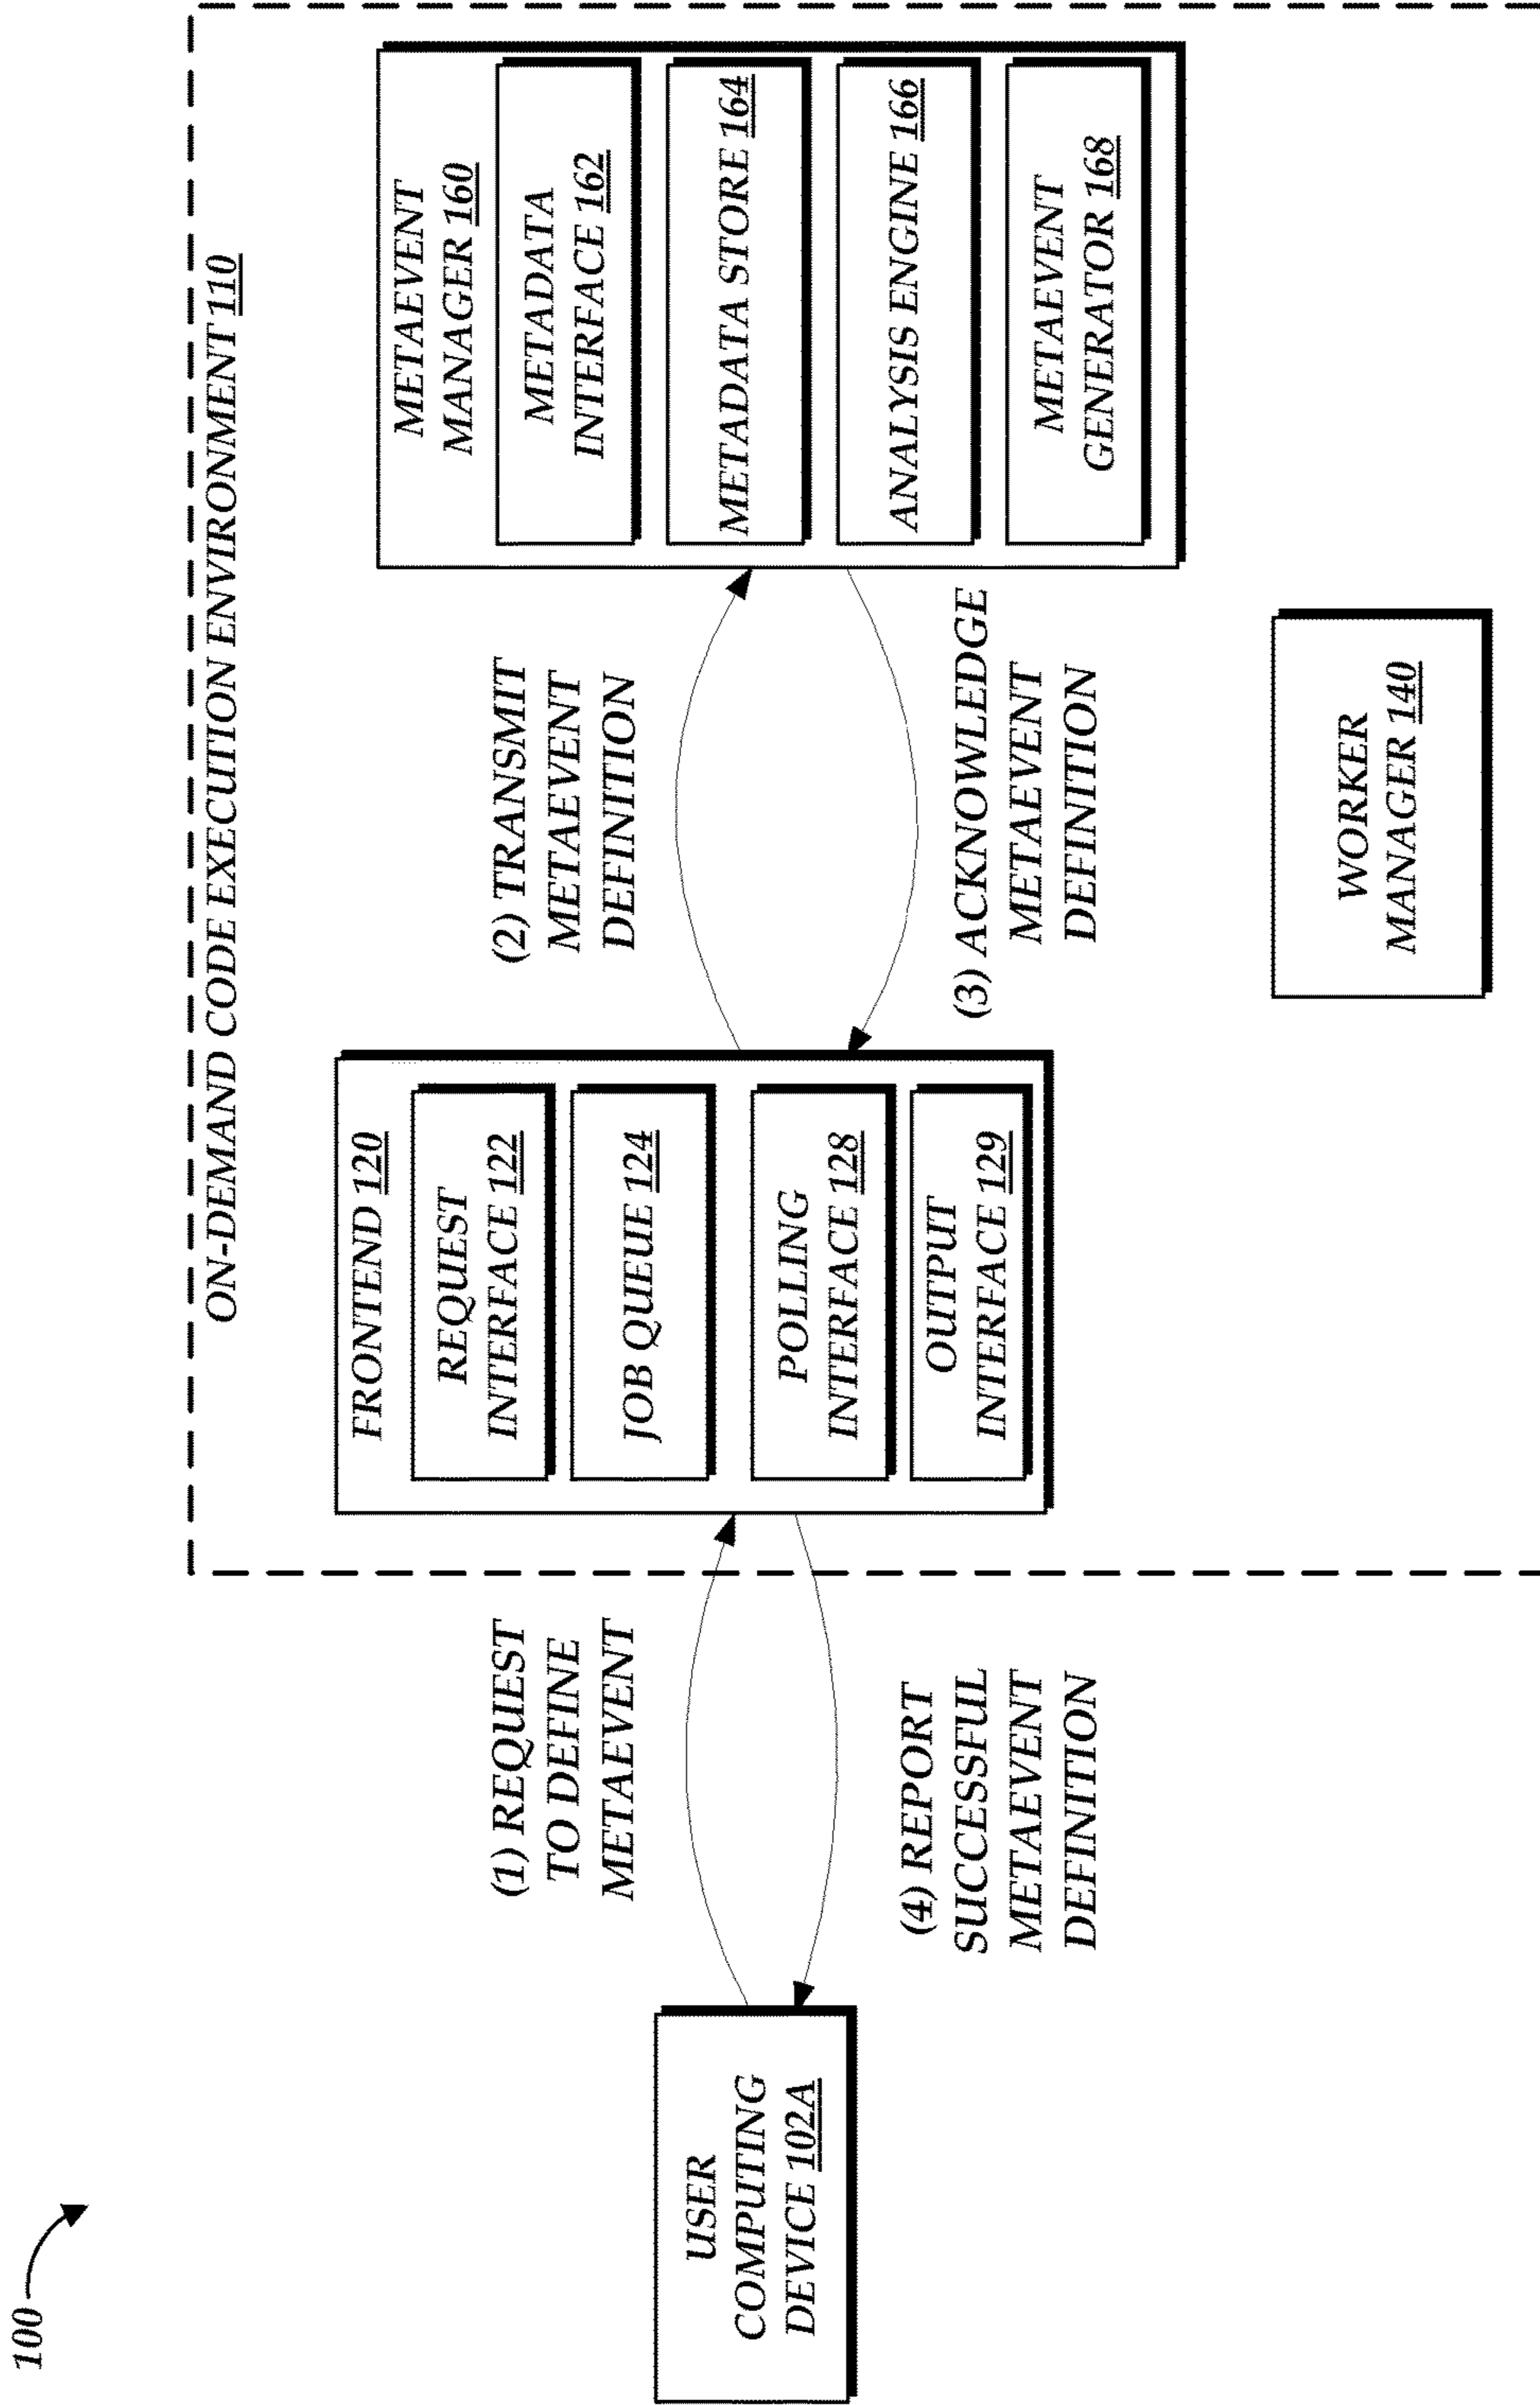 100
ON-DEMAND CODE EXECUTION ENVIRONMENT 110
USER
COMPUTING
DEVICE 102A
(1) REQUEST
TO DEFINE
METAEVENT
(4) REPORT
SUCCESSFUL
METAEVENT
DEFINITION
FRONTEND 120
REQUEST
INTERFACE 122
JOB QUEUE 124
POLLING
INTERFACE 128
OUTPUT
INTERFACE 129
(2) TRANSMIT
METAEVENT
DEFINITION
(3) ACKNOWLEDGE
METAEVENT
DEFINITION
METAEVENT
MANAGER 160
METADATA
INTERFACE 162
METADATA STORE 164
ANALYSIS ENGINE 166
METAEVENT
GENERATOR 168
WORKER
MANAGER 140